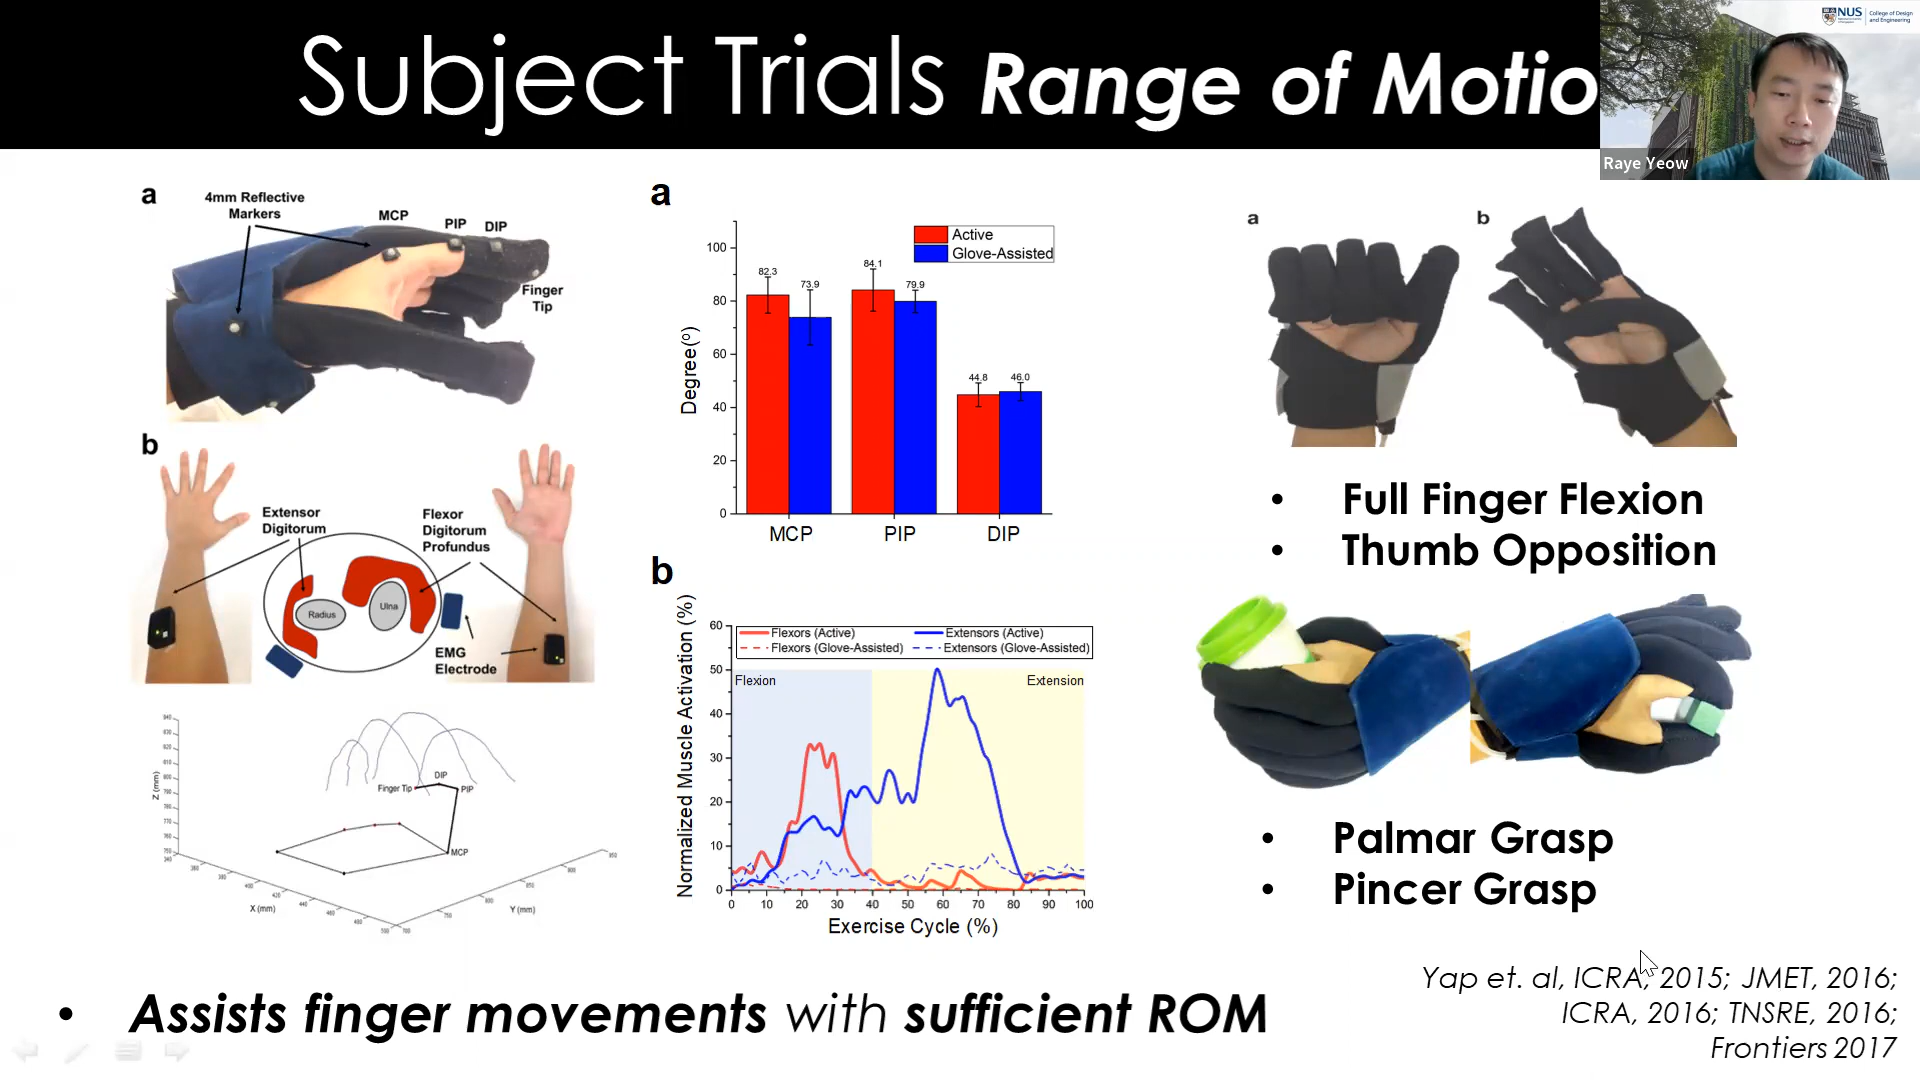 Subject Trials Range of Motio
NUS
College of Design
and Engineering
Raye Yeow
a
4mm Reflective
Markers
MCP
PIP
DIP
Finger
Tip
b
Extensor
Digitorum
Flexor
Digitorum
Profundus
Radius
Ulna
EMG
Electrode
Z (mm)
Finger Tip
DIP
PIP
MCP
X (mm)
Y (mm)
a
Active
Glove-Assisted
Degree(º)
100
80
60
40
20
0
82.3
73.9
84.1
79.9
44.8
46.0
MCP
PIP
DIP
b
Normalized Muscle Activation (%)
60
50
40
30
20
10
0
Flexors (Active)
Extensors (Active)
Flexors (Glove-Assisted)
Extensors (Glove-Assisted)
Flexion
Extension
0 10 20 30 40 50 60 70 80 90 100
Exercise Cycle (%)
a
b
• Full Finger Flexion
• Thumb Opposition
• Palmar Grasp
• Pincer Grasp
• Assists finger movements with sufficient ROM
Yap et. al, ICRA, 2015; JMET, 2016;
ICRA, 2016; TNSRE, 2016;
Frontiers 2017